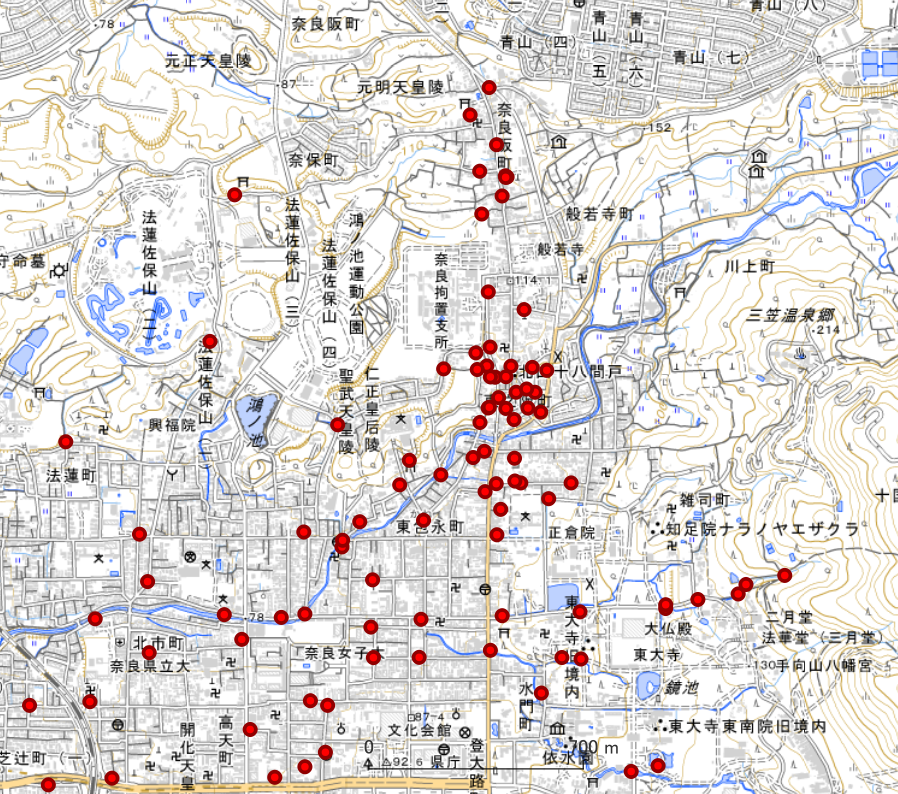 奈良阪町
青山（四）
青山（五）
青山（六）
青山（七）
青山（八）
元正天皇陵
元明天皇陵
・78
・87
奈良阪町
・152
110
奈保町
法蓮佐保山（二）
法蓮佐保山（三）
法蓮佐保山（四）
鴻ノ池運動公園
奈良拘置支所
般若寺町
般若寺
守命墓
川上町
・114
三笠温泉郷
・214
法蓮佐保山
聖武天皇陵
仁正皇后陵
北山十八間戸
鴻ノ池
興福院
法蓮町
雑司町
知足院ナラノヤエザクラ
正倉院
・78
北市町
奈良県立大
奈良女子大
東大寺旧境内
大仏殿
東大寺
二月堂
法華堂（三月堂）
・130
手向山八幡宮
鏡池
水門町
東大寺東南院旧境内
87.4
文化会館
92.6
県庁
登大路
依水園
高天町
開化天皇
芝辻町（一
0
700 m